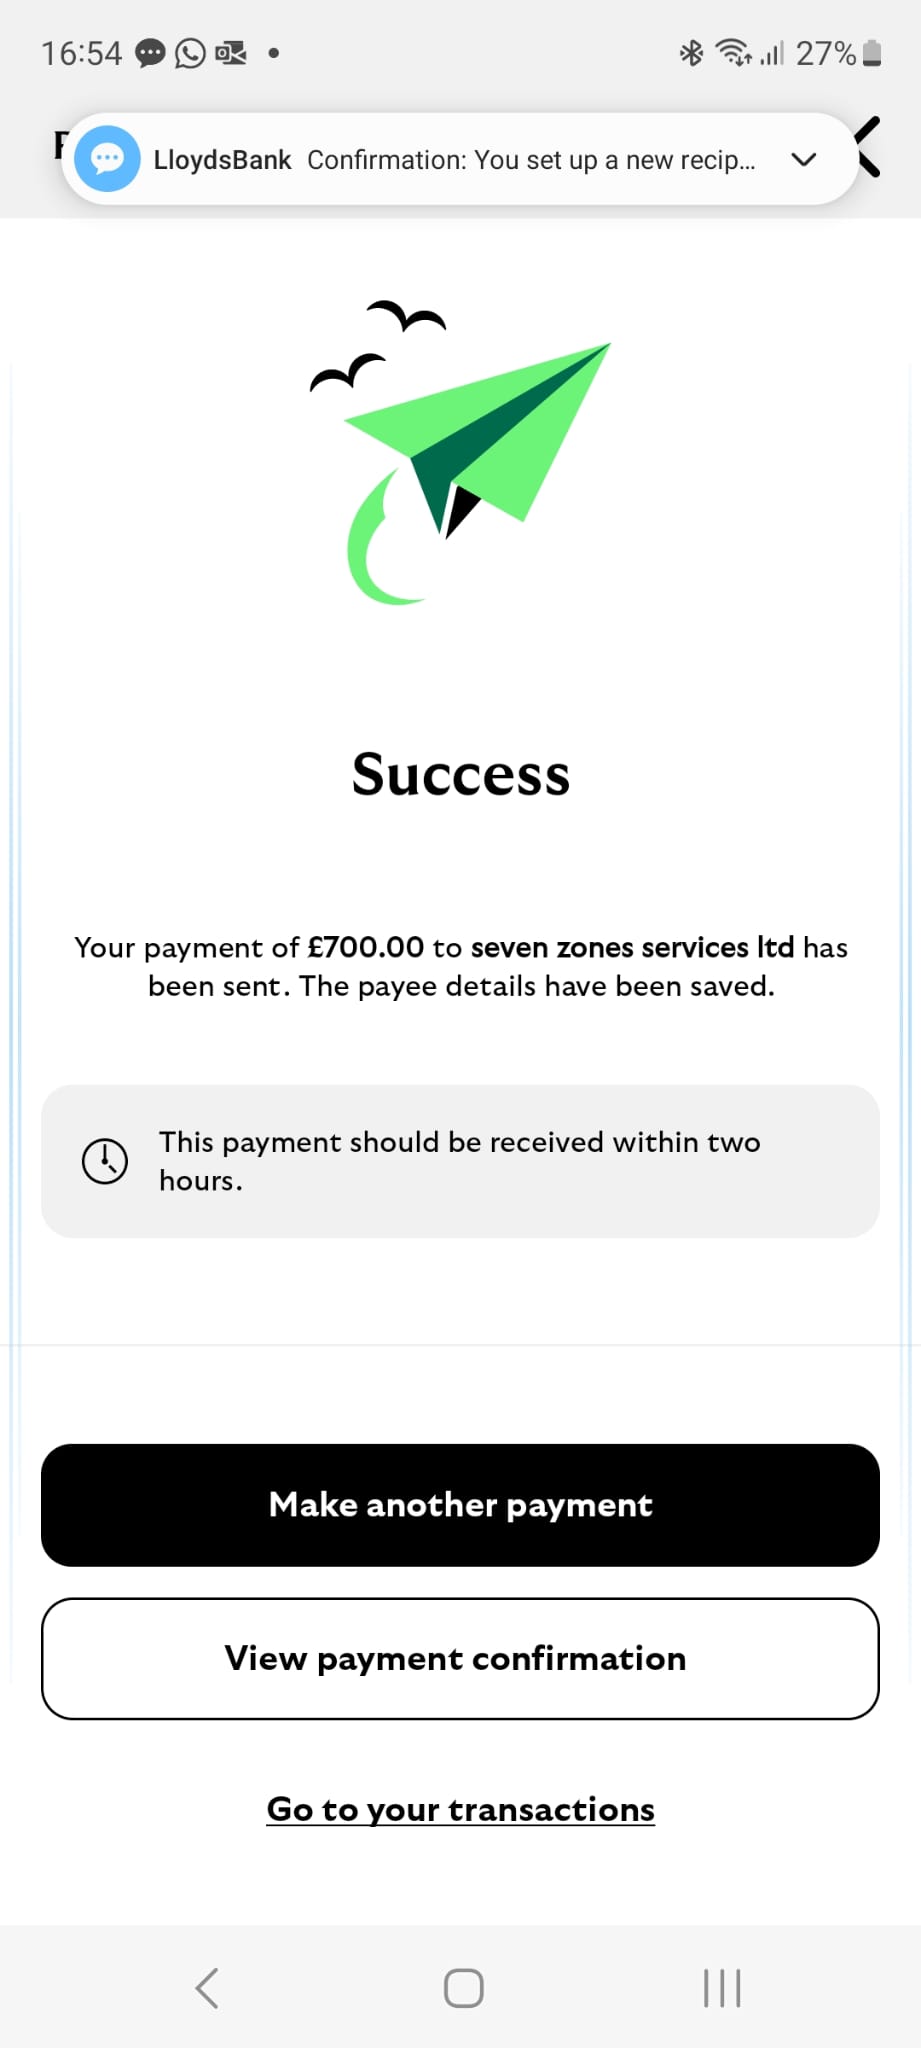 16:54
27%
LloydsBank Confirmation: You set up a new recip...
Success
Your payment of £700.00 to seven zones services ltd has
been sent. The payee details have been saved.
This payment should be received within two
hours.
Make another payment
View payment confirmation
Go to your transactions